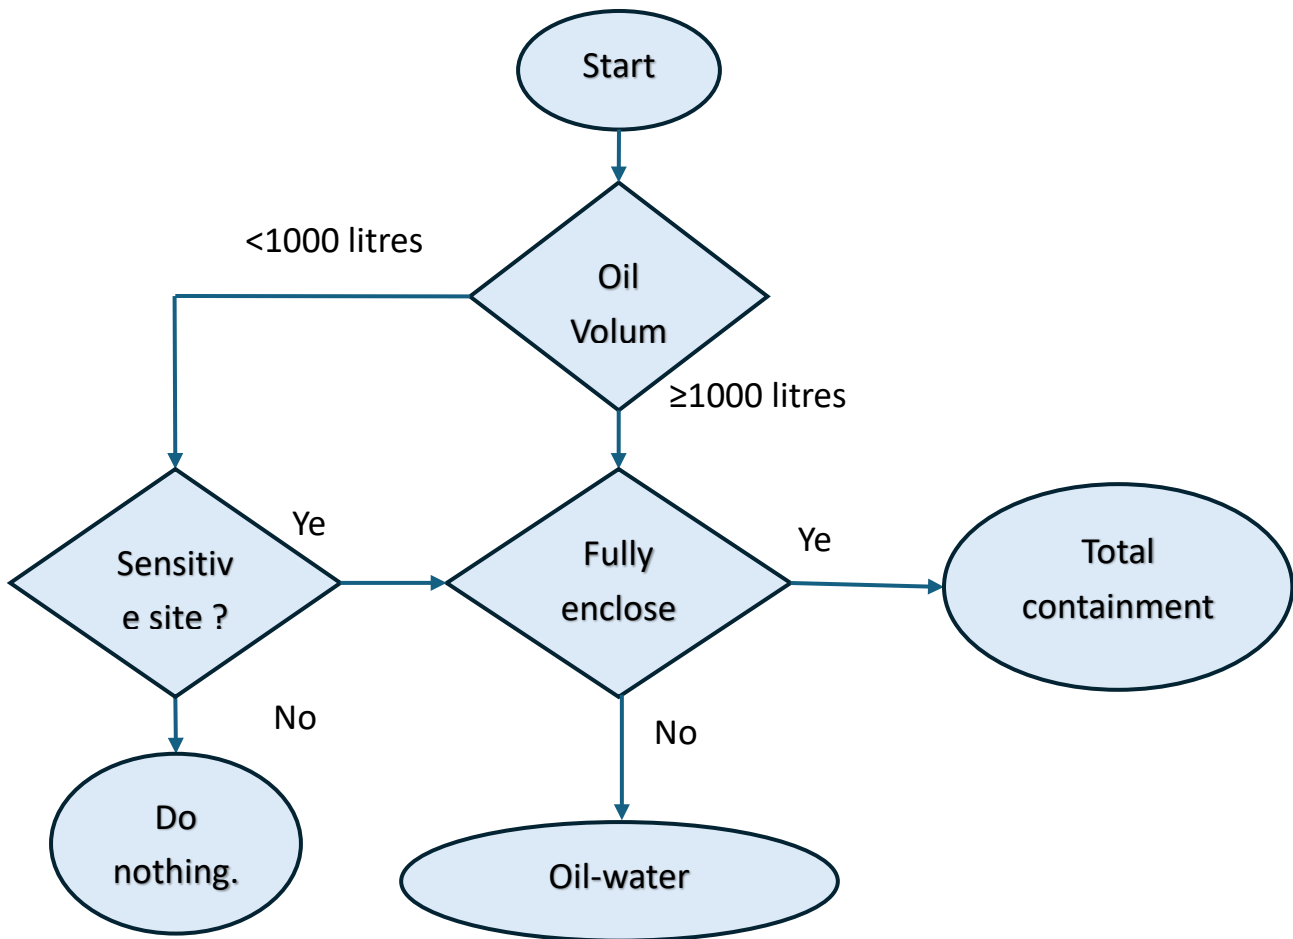 Start
<1000 litres
Oil
Volum
≥1000 litres
Sensitiv
e site ?
Ye
Fully
enclose
Ye
Total
containment
No
No
Do
nothing.
Oil-water